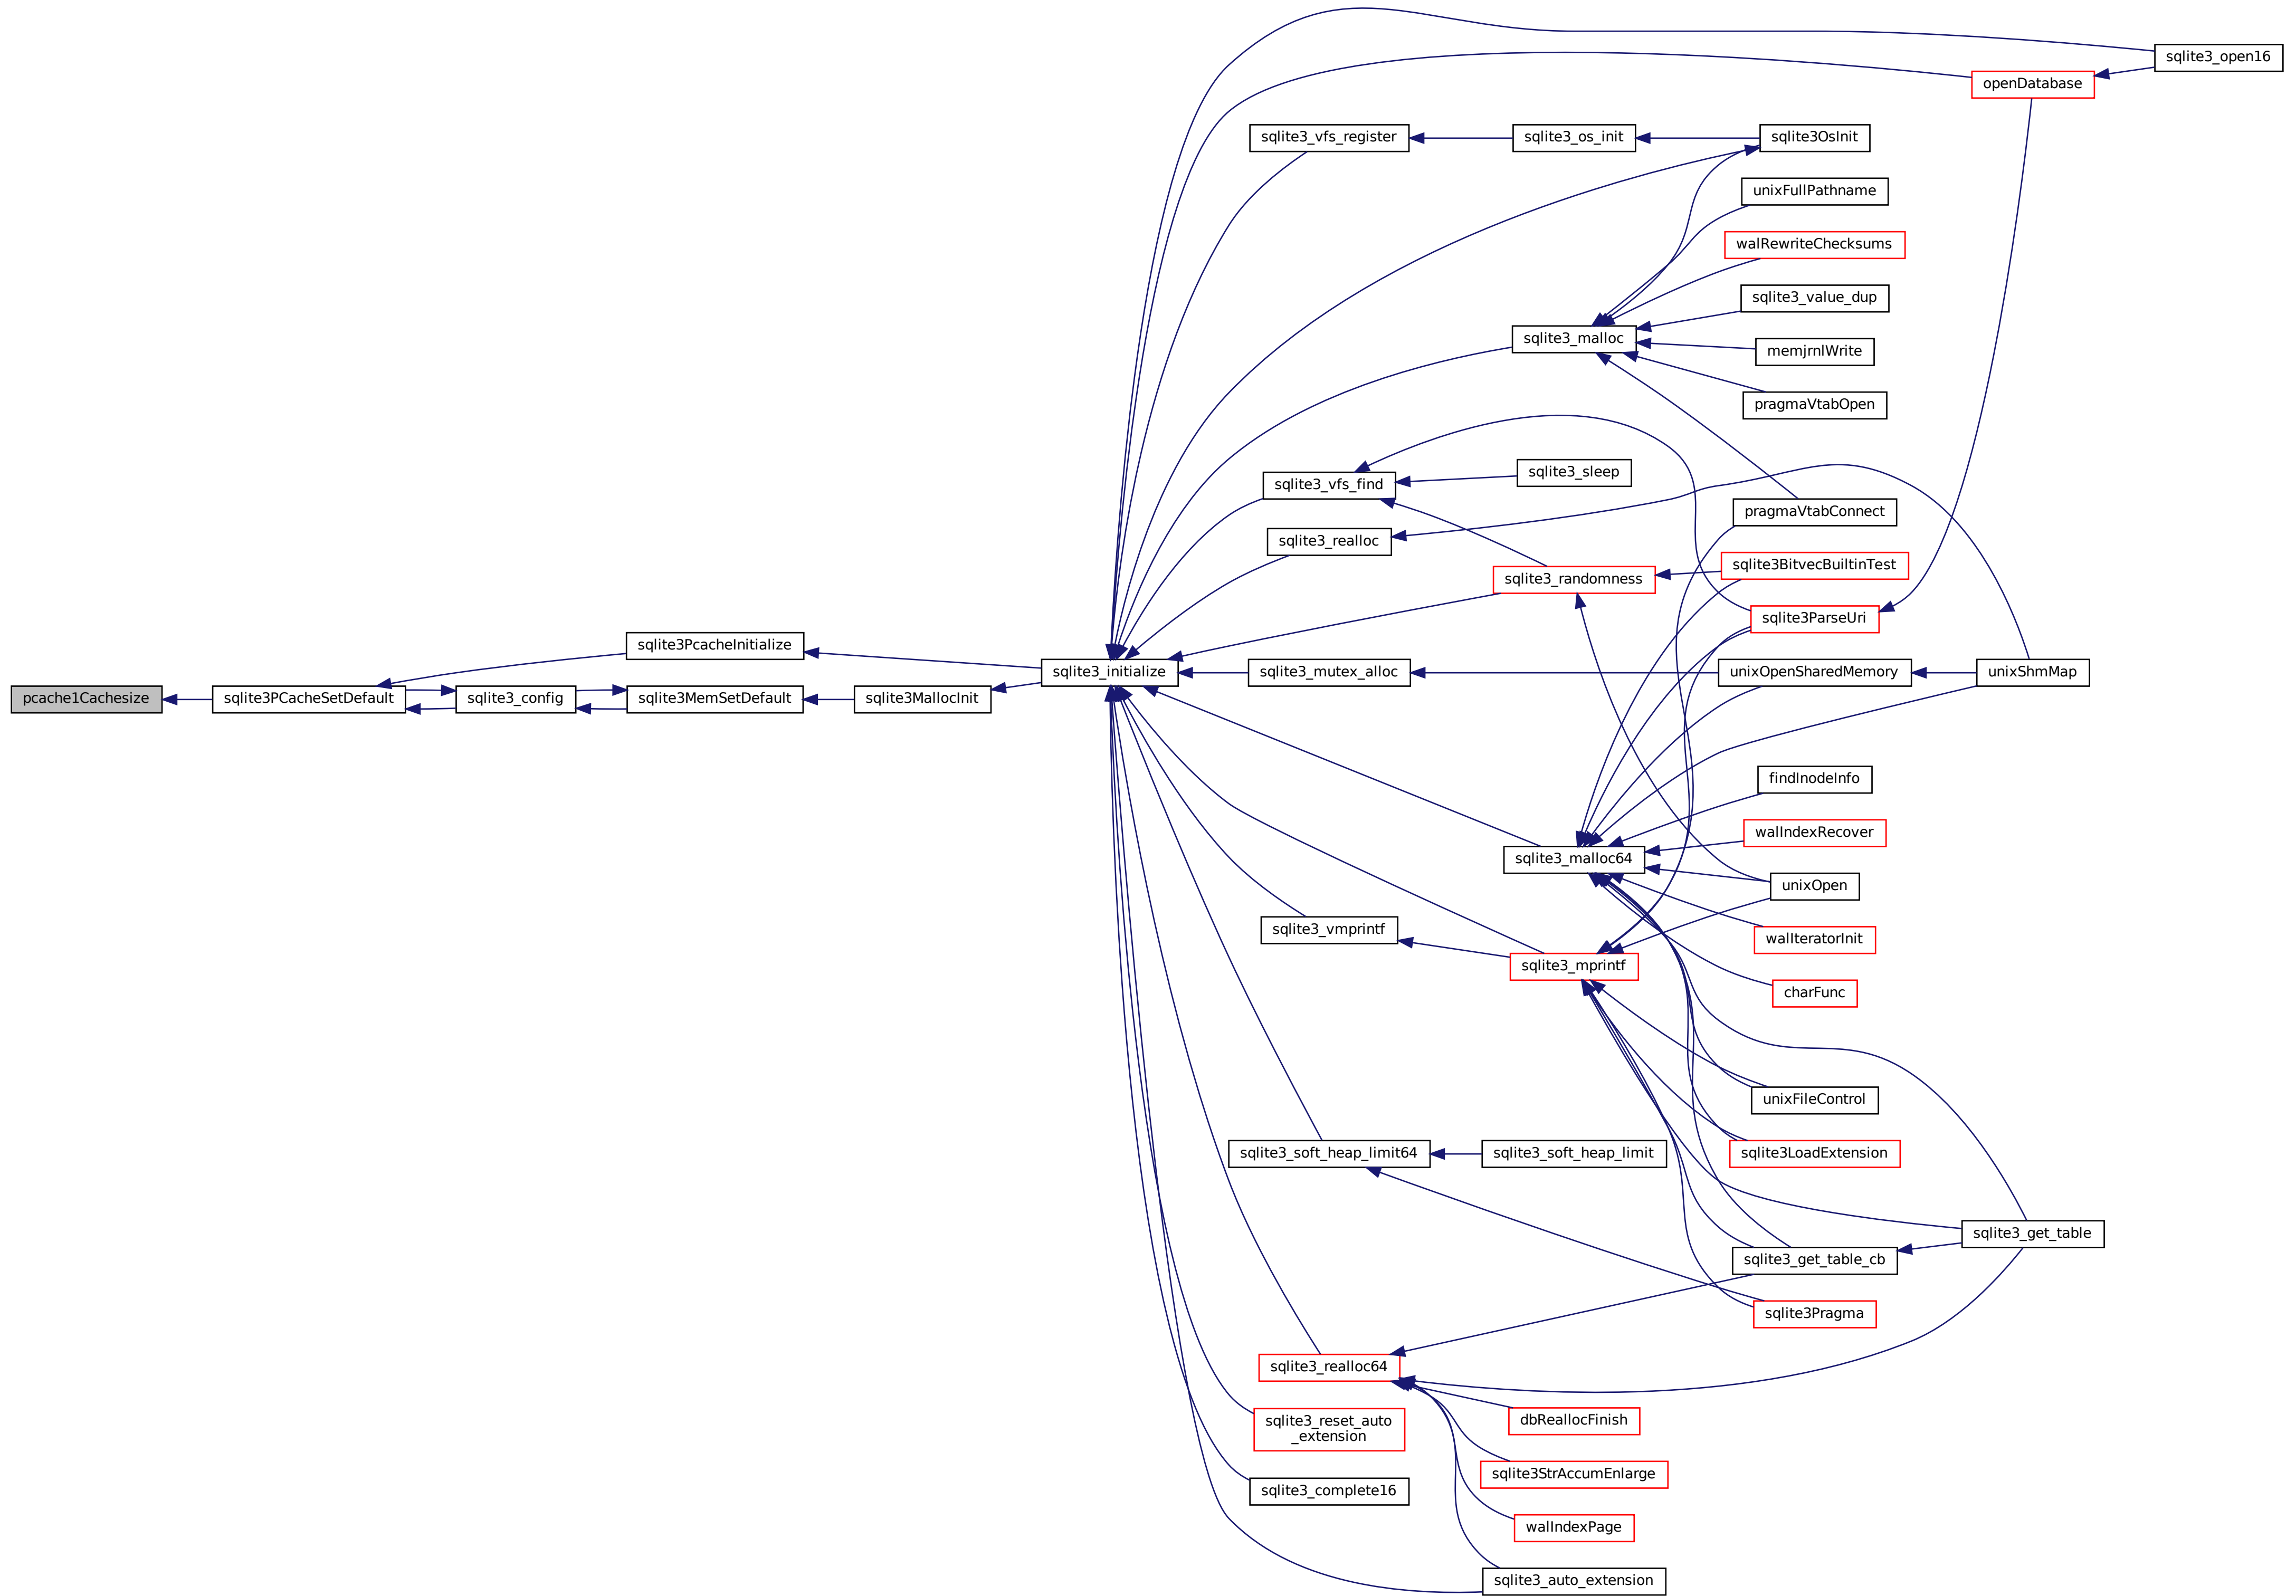 sqlite3_open16
openDatabase
sqlite3_vfs_register
sqlite3_os_init
sqlite3OsInit
unixFullPathname
walRewriteChecksums
sqlite3_value_dup
sqlite3_malloc
memjrnlWrite
pragmaVtabOpen
sqlite3_sleep
sqlite3_vfs_find
pragmaVtabConnect
sqlite3_realloc
sqlite3BitvecBuiltinTest
sqlite3_randomness
sqlite3ParseUri
sqlite3PcacheInitialize
sqlite3_initialize
sqlite3_mutex_alloc
unixOpenSharedMemory
unixShmMap
pcache1Cachesize
sqlite3PCacheSetDefault
sqlite3_config
sqlite3MemSetDefault
sqlite3MallocInit
findInodeInfo
walIndexRecover
sqlite3_malloc64
unixOpen
sqlite3_vmprintf
walIteratorInit
sqlite3_mprintf
charFunc
unixFileControl
sqlite3_soft_heap_limit64
sqlite3_soft_heap_limit
sqlite3LoadExtension
sqlite3_get_table
sqlite3_get_table_cb
sqlite3Pragma
sqlite3_realloc64
sqlite3_reset_auto
_extension
dbReallocFinish
sqlite3StrAccumEnlarge
sqlite3_complete16
walIndexPage
sqlite3_auto_extension